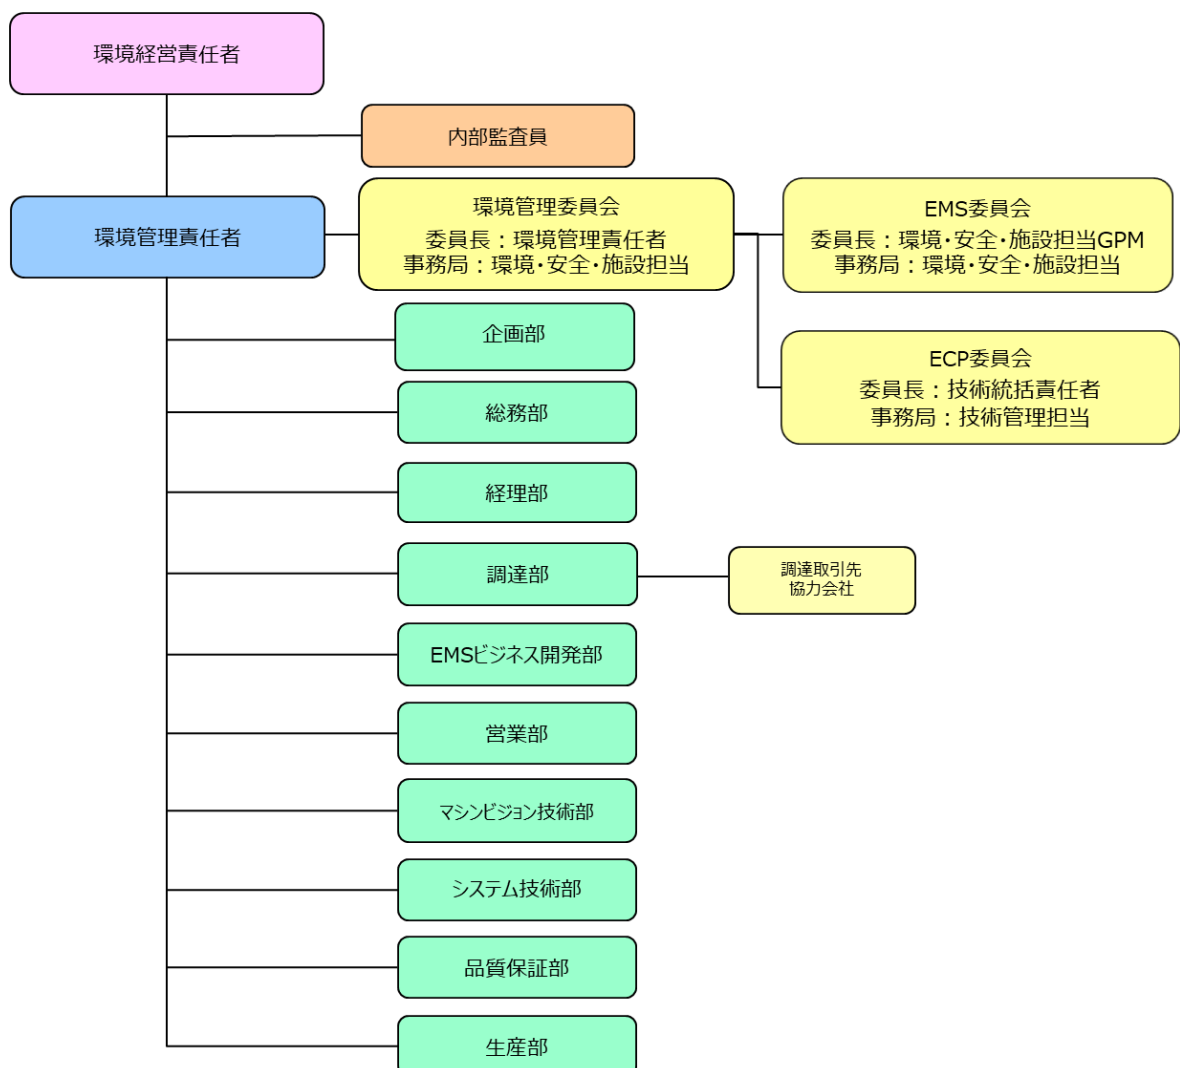 環境経営責任者
内部監査員
環境管理責任者
環境管理委員会
委員長：環境管理責任者
事務局：環境・安全・施設担当
EMS委員会
委員長：環境・安全・施設担当GPM
事務局：環境・安全・施設担当
ECP委員会
委員長：技術統括責任者
事務局：技術管理担当
企画部
総務部
経理部
調達部
調達取引先
協力会社
EMSビジネス開発部
営業部
マシンビジョン技術部
システム技術部
品質保証部
生産部